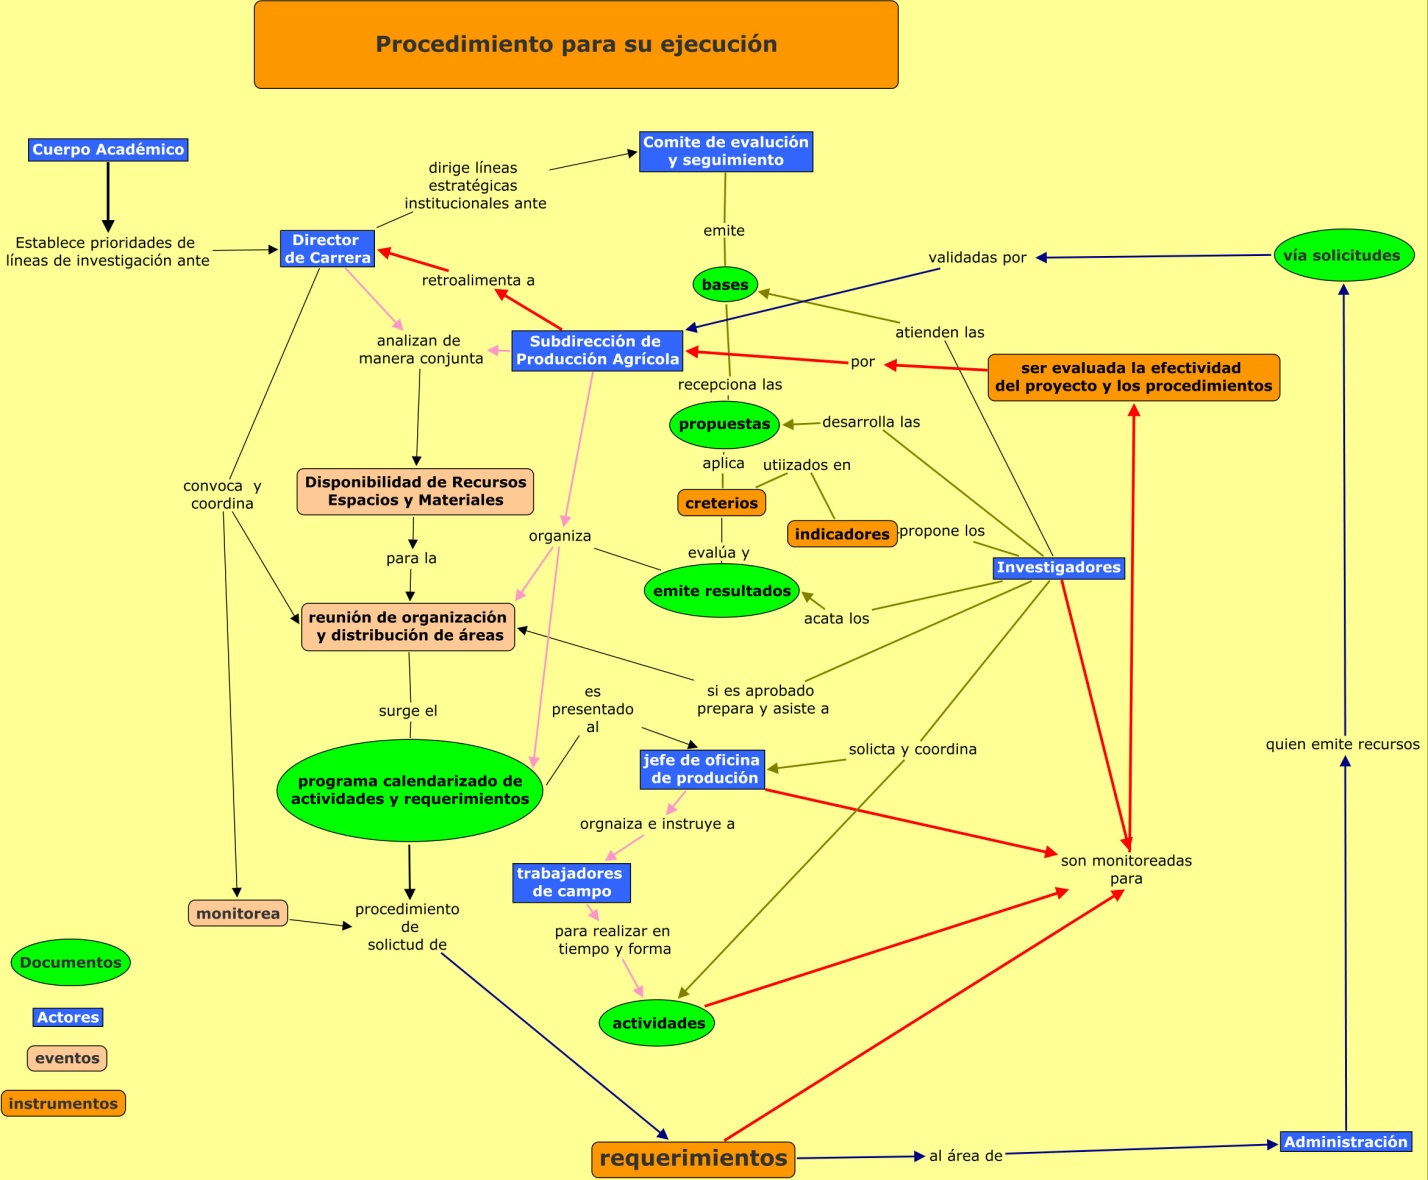 Procedimiento para su ejecución
Cuerpo Académico
Comite de evalución
y seguimiento
dirige líneas
estratégicas
institucionales ante
Establece prioridades de
líneas de investigación ante
Director
de Carrera
emite
validadas por
vía solicitudes
retroalimenta a
bases
atienden las
analizan de
manera conjunta
Subdirección de
Producción Agrícola
por
ser evaluada la efectividad
del proyecto y los procedimientos
recepciona las
propuestas
desarrolla las
aplica
utiizados en
convoca y
coordina
Disponibilidad de Recursos
Espacios y Materiales
creterios
indicadores
propone los
organiza
para la
evalúa y
Investigadores
emite resultados
reunión de organización
y distribución de áreas
acata los
surge el
es
presentado
al
si es aprobado
prepara y asiste a
programa calendarizado de
actividades y requerimientos
jefe de oficina
de produción
solicta y coordina
quien emite recursos
orgnaiza e instruye a
son monitoreadas
para
trabajadores
de campo
monitorea
procedimiento
de
solictud de
para realizar en
tiempo y forma
Documentos
Actores
actividades
eventos
instrumentos
requerimientos
al área de
Administración